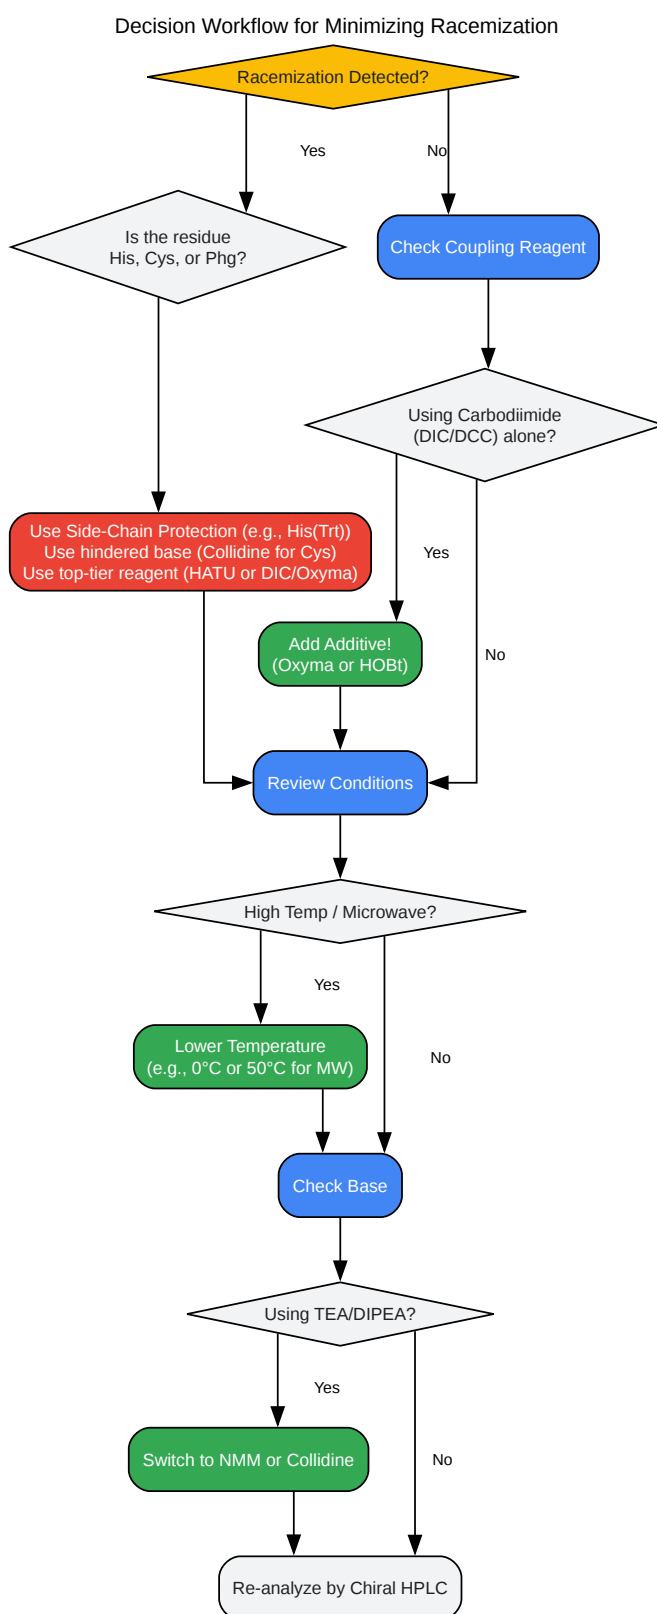 Decision Workflow for Minimizing Racemization
Racemization Detected?
Yes
No
Is the residue
His, Cys, or Phg?
Check Coupling Reagent
Using Carbodiimide
(DIC/DCC) alone?
Use Side-Chain Protection (e.g., His(Trt))
Use hindered base (Collidine for Cys)
Use top-tier reagent (HATU or DIC/Oxyma)
Yes
No
Add Additive!
(Oxyma or HOBt)
Review Conditions
High Temp / Microwave?
Yes
No
Lower Temperature
(e.g., 0°C or 50°C for MW)
Check Base
Using TEA/DIPEA?
Yes
No
Switch to NMM or Collidine
Re-analyze by Chiral HPLC